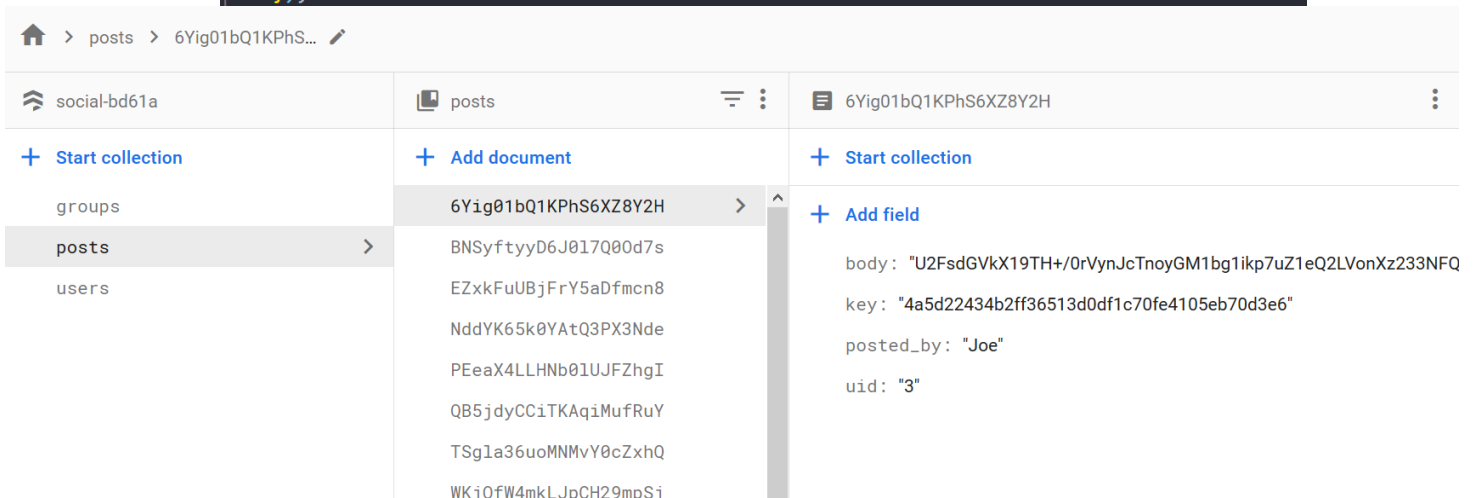 posts 6Yig01bQ1KPhS...
social-bd61a
Start collection
groups
posts
users
posts
Add document
6Yig01bQ1KPhS6XZ8Y2H
BNSyftyyD6J0l7Q0Od7s
EZxkFuUBjFrY5aDfmcn8
NddYK65k0YAtQ3PX3Nde
PEeaX4LLHNb0lUJFZhgI
QB5jdyCCiTKAqiMufRuY
TSgla36uoMNMvY0cZxhQ
WKjOfW4mkLJpCH29mpSj
6Yig01bQ1KPhS6XZ8Y2H
Start collection
Add field
body: "U2FsdGVkX19TH+/0rVynJcTnoyGM1bg1ikp7uZ1eQ2LVonXz233NFQ
key: "4a5d22434b2ff36513d0df1c70fe4105eb70d3e6"
posted_by: "Joe"
uid: "3"